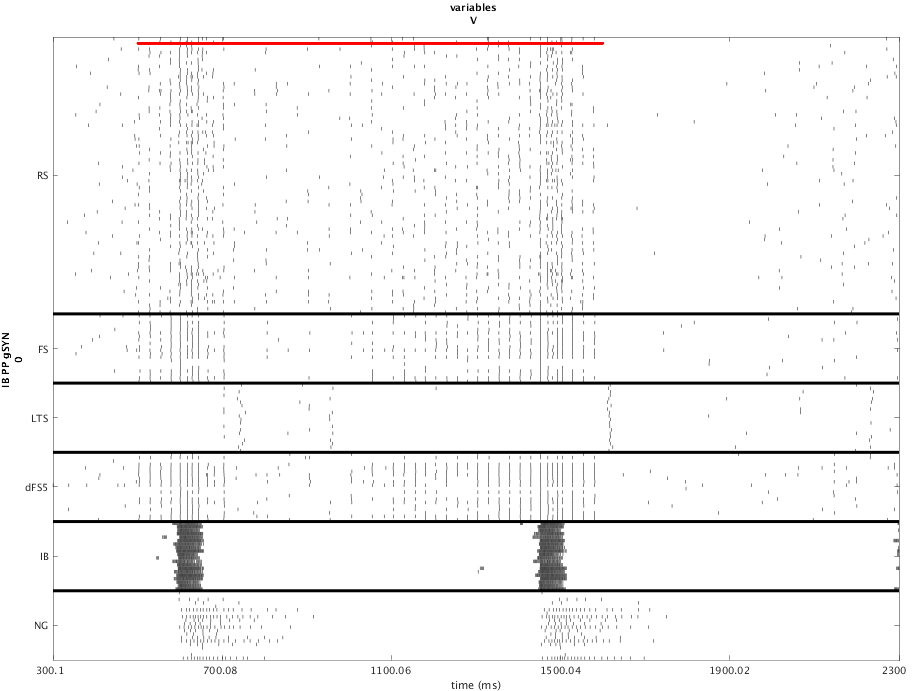 variables
V
RS
FS
LTS
dFS5
IB
NG
IB PP gSYN
0
300.1
700.08
1100.06
1500.04
1900.02
2300
time (ms)